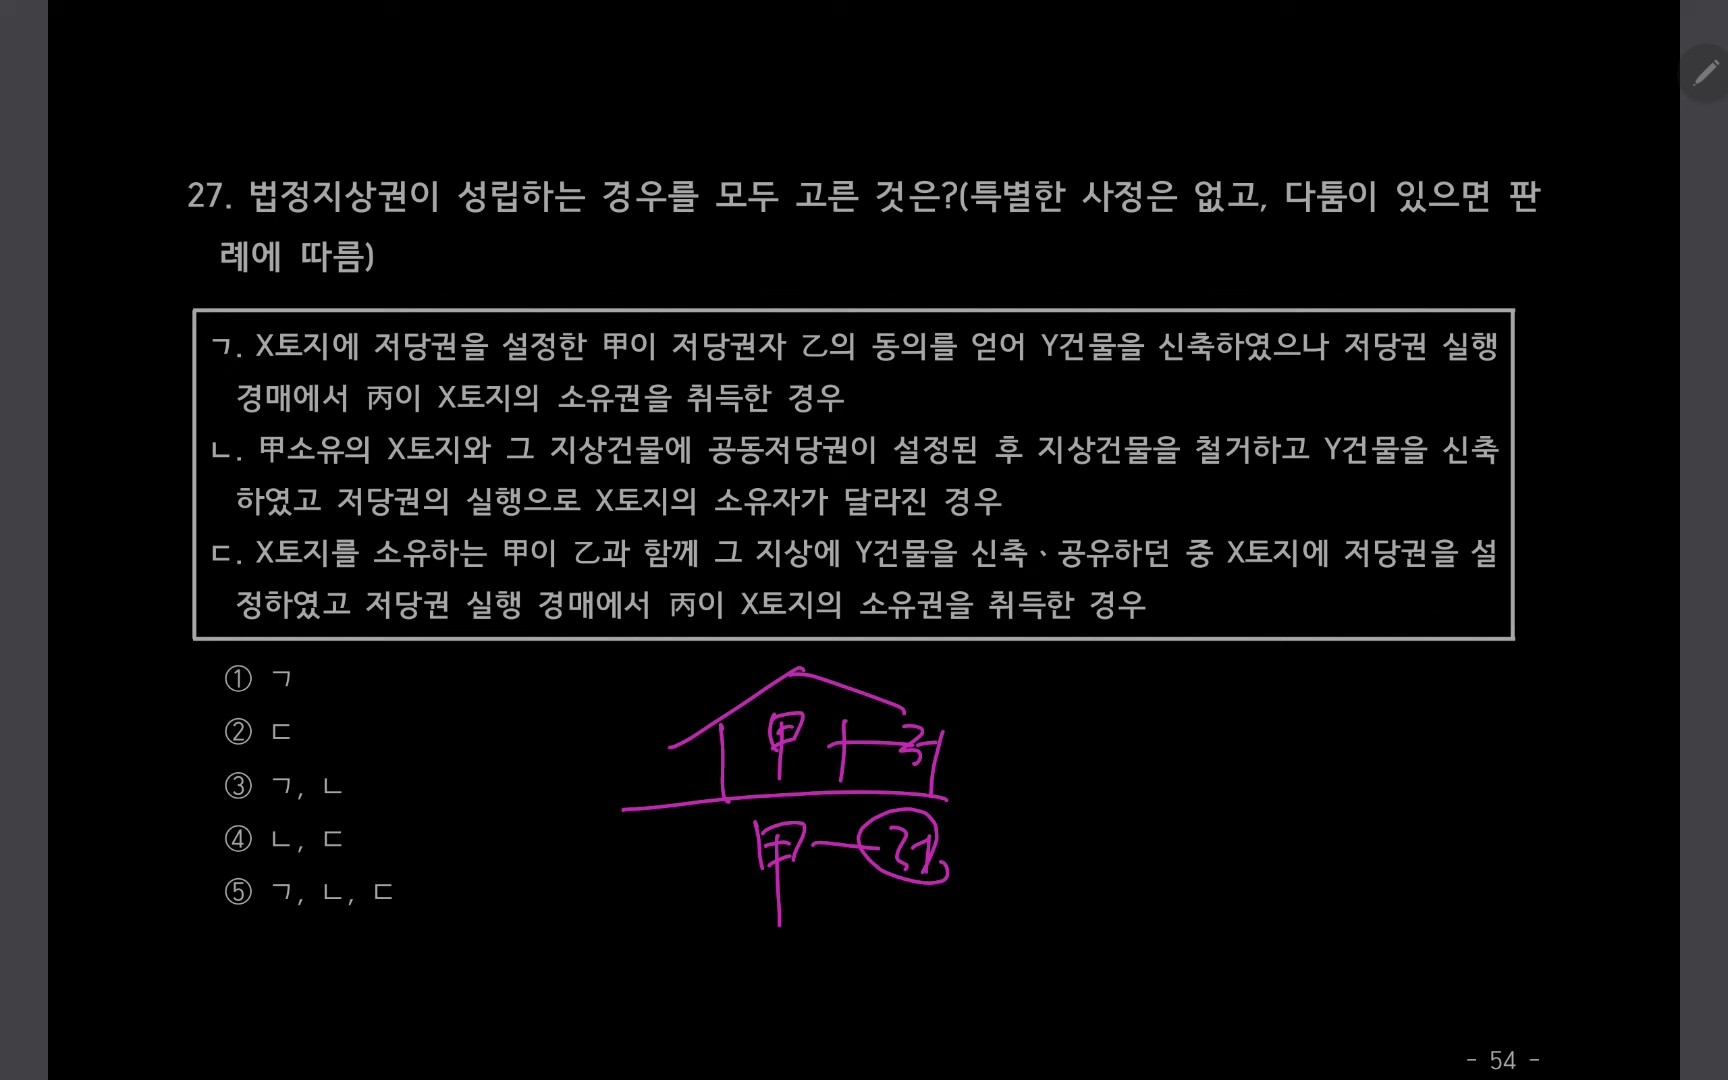 27. 법정지상권이 성립하는 경우를 모두 고른 것은?(특별한 사정은 없고, 다툼이 있으면 판
례에 따름)
ㄱ. X토지에 저당권을 설정한 甲이 저당권자 乙의 동의를 얻어 Y건물을 신축하였으나 저당권 실행
경매에서 丙이 X토지의 소유권을 취득한 경우
ㄴ. 甲소유의 X토지와 그 지상건물에 공동저당권이 설정된 후 지상건물을 철거하고 Y건물을 신축
하였고 저당권의 실행으로 X토지의 소유자가 달라진 경우
ㄷ. X토지를 소유하는 甲이 乙과 함께 그 지상에 Y건물을 신축、공유하던 중 X토지에 저당권을 설
정하였고 저당권 실행 경매에서 丙이 X토지의 소유권을 취득한 경우
① ㄱ
② ㄷ
③ ㄱ, ㄴ
④ ㄴ, ㄷ
⑤ ㄱ, ㄴ, ㄷ
甲
甲
- 54 -